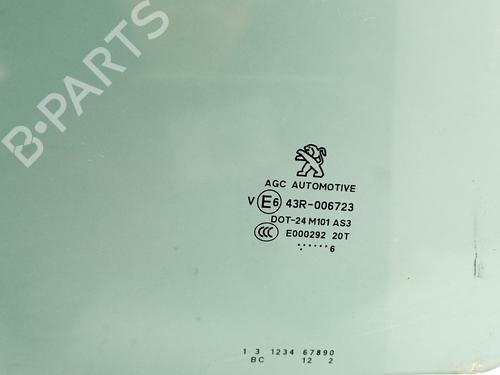 B-PARTS
AGC AUTOMOTIVE
V E6 43R-006723
DOT-24 M101 AS3
CCC E000292 20T
...... 6
1 3 1234 67890
BC 12 2